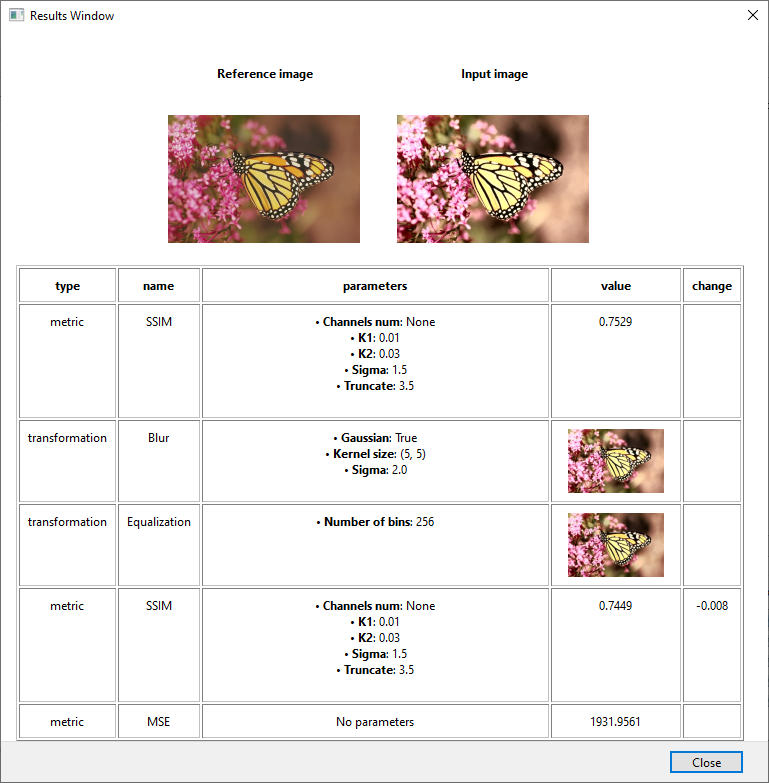 Results Window
Reference image Input image
type name parameters value change
metric SSIM • Channels num: None 0.7529
• K1: 0.01
• K2: 0.03
• Sigma: 1.5
• Truncate: 3.5
transformation Blur • Gaussian: True
• Kernel size: (5, 5)
• Sigma: 2.0
transformation Equalization • Number of bins: 256
metric SSIM • Channels num: None 0.7449 -0.008
• K1: 0.01
• K2: 0.03
• Sigma: 1.5
• Truncate: 3.5
metric MSE No parameters 1931.9561
Close